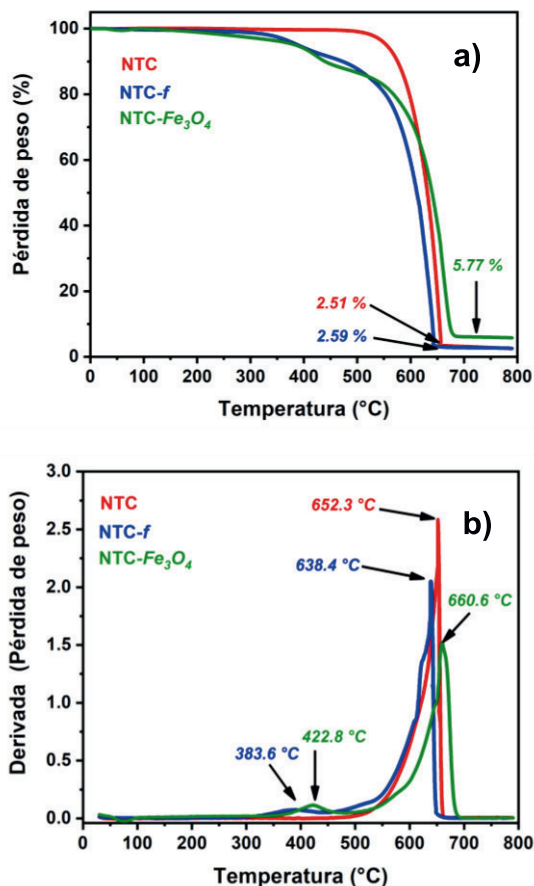 100
80
60
40
20
0
Pérdida de peso (%)
a)
NTC
NTC-f
NTC-Fe3O4
5.77 %
2.51 %
2.59 %
0 100 200 300 400 500 600 700 800
Temperatura (°C)
3.0
2.5
2.0
1.5
1.0
0.5
0.0
Derivada (Pérdida de peso)
b)
NTC
NTC-f
NTC-Fe3O4
652.3 °C
638.4 °C
660.6 °C
383.6 °C
422.8 °C
0 100 200 300 400 500 600 700 800
Temperatura (°C)